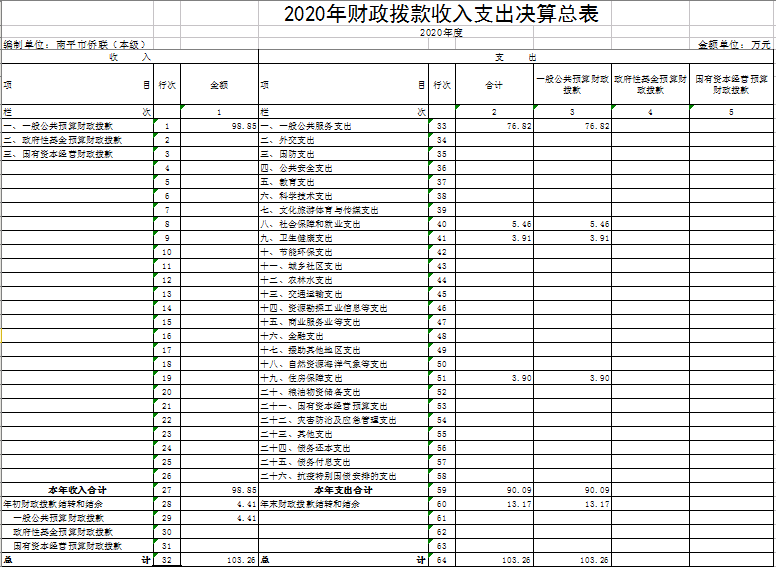 2020年财政拨款收入支出决算总表
2020年度
编制单位：南平市侨联（本级） 金额单位：万元
收 入 支 出
项 目 行次 金额 项 目 行次 合计 一般公共预算财政拨款 政府性基金预算财政拨款 国有资本经营预算财政拨款
栏 次 1 栏 次 2 3 4 5
一、一般公共预算财政拨款 1 98.85 一、一般公共服务支出 33 76.82 76.82
二、政府性基金预算财政拨款 2 二、外交支出 34
三、国有资本经营财政拨款 3 三、国防支出 35
4 四、公共安全支出 36
5 五、教育支出 37
6 六、科学技术支出 38
7 七、文化旅游体育与传媒支出 39
8 八、社会保障和就业支出 40 5.46 5.46
9 九、卫生健康支出 41 3.91 3.91
10 十、节能环保支出 42
11 十一、城乡社区支出 43
12 十二、农林水支出 44
13 十三、交通运输支出 45
14 十四、资源勘探工业信息等支出 46
15 十五、商业服务业等支出 47
16 十六、金融支出 48
17 十七、援助其他地区支出 49
18 十八、自然资源海洋气象等支出 50
19 十九、住房保障支出 51 3.90 3.90
20 二十、粮油物资储备支出 52
21 二十一、国有资本经营预算支出 53
22 二十二、灾害防治及应急管理支出 54
23 二十三、其他支出 55
24 二十四、债务还本支出 56
25 二十五、债务付息支出 57
26 二十六、抗疫特别国债安排的支出 58
本年收入合计 27 98.85 本年支出合计 59 90.09 90.09
年初财政拨款结转和结余 28 4.41 年末财政拨款结转和结余 60 13.17 13.17
一般公共预算财政拨款 29 4.41 61
政府性基金预算财政拨款 30 62
国有资本经营预算财政拨款 31 63
总 计 32 103.26 总 计 64 103.26 103.26